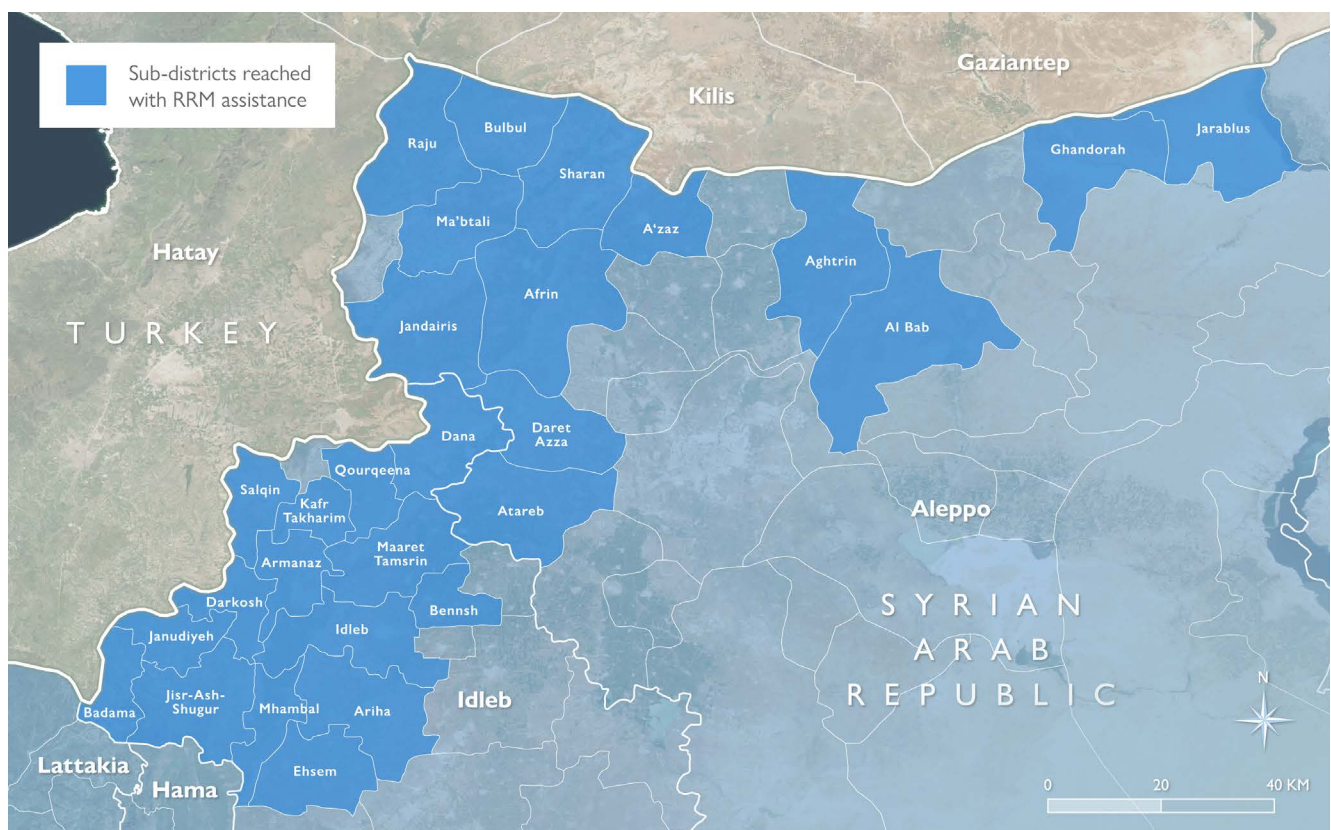 Sub-districts reached
with RRM assistance
Gaziantep
Kilis
Jarablus
Bulbul
Raju
Ghandorah
Sharan
Ma'btali
A'zaz
Hatay
Aghtrin
Afrin
TURKEY
Jandairis
Al Bab
Dana
Daret
Azza
Qourqeena
Salqin
Kafr
Takharim
Atareb
Aleppo
Maaret
Tamsrin
Armanaz
Darkosh
Bennsh
SYRIAN
ARAB
REPUBLIC
Janudiyeh
Idleb
N
Jisr-Ash-
Shugur
Idleb
Badama
Mhambal
Ariha
Lattakia
Ehsem
Hama
0 20 40 KM